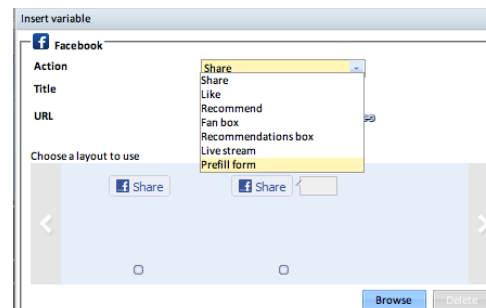 Insert variable
f Facebook
Action
Share
Title
Share
Like
Recommend
URL
Fan box
Recommendations box
Live stream
Choose a layout to use
Prefill form
f Share
f Share
Browse
Delete